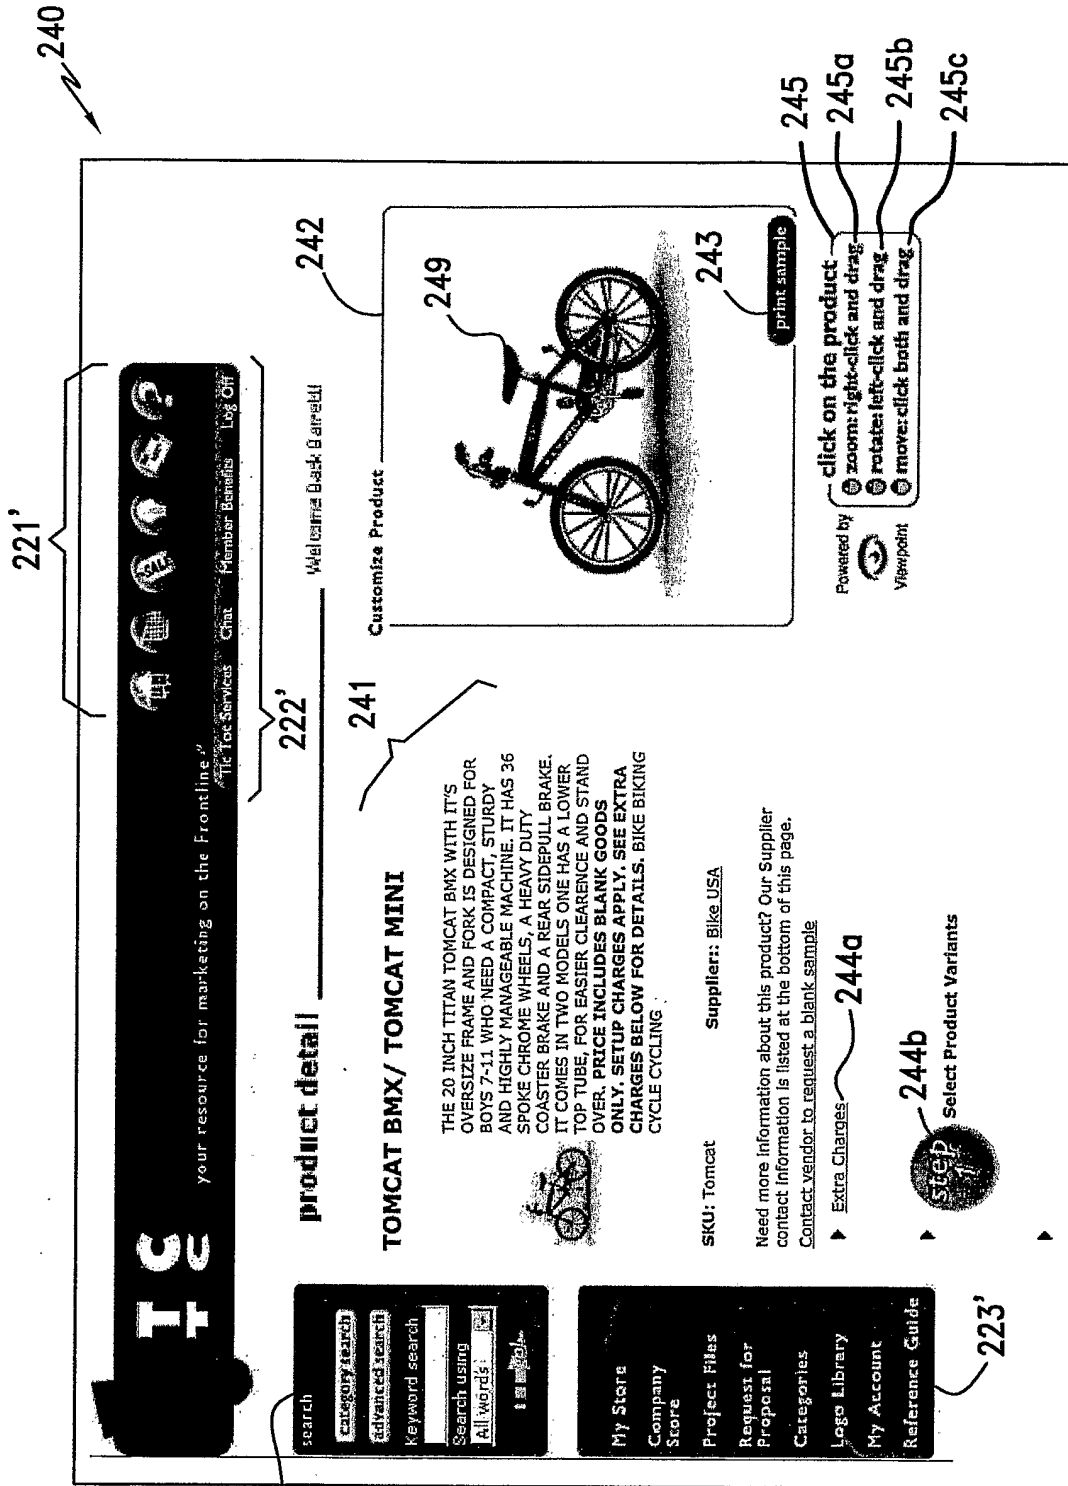 240
221'
your resource for marketing on the Frontline"
Tic Toc Services Chat Member Benefits Log Off
222'
product detail
Welcome Back Barrett!
search
category search
advanced search
Keyword search
Search using
All words
My Store
Company
Store
Project Files
Request for
Proposal
Categories
Logo Library
My Account
Reference Guide
223'
TOMCAT BMX/ TOMCAT MINI
241
THE 20 INCH TITAN TOMCAT BMX WITH IT'S
OVERSIZE FRAME AND FORK IS DESIGNED FOR
BOYS 7-11 WHO NEED A COMPACT, STURDY
AND HIGHLY MANAGEABLE MACHINE. IT HAS 36
SPOKE CHROME WHEELS, A HEAVY DUTY
COASTER BRAKE AND A REAR SIDEPULL BRAKE.
IT COMES IN TWO MODELS ONE HAS A LOWER
TOP TUBE, FOR EASIER CLEARENCE AND STAND
OVER. PRICE INCLUDES BLANK GOODS
ONLY. SETUP CHARGES APPLY. SEE EXTRA
CHARGES BELOW FOR DETAILS. BIKE BIKING
CYCLE CYCLING
SKU: Tomcat Supplier:: Bike USA
Need more information about this product? Our Supplier
contact information is listed at the bottom of this page.
Contact vendor to request a blank sample
Extra Charges
244a
step
1
244b
Select Product Variants
Customize Product
242
249
243
print sample
Powered by
Viewpoint
click on the product
zoom: right-click and drag
rotate: left-click and drag
move: click both and drag
245
245a
245b
245c
SALE